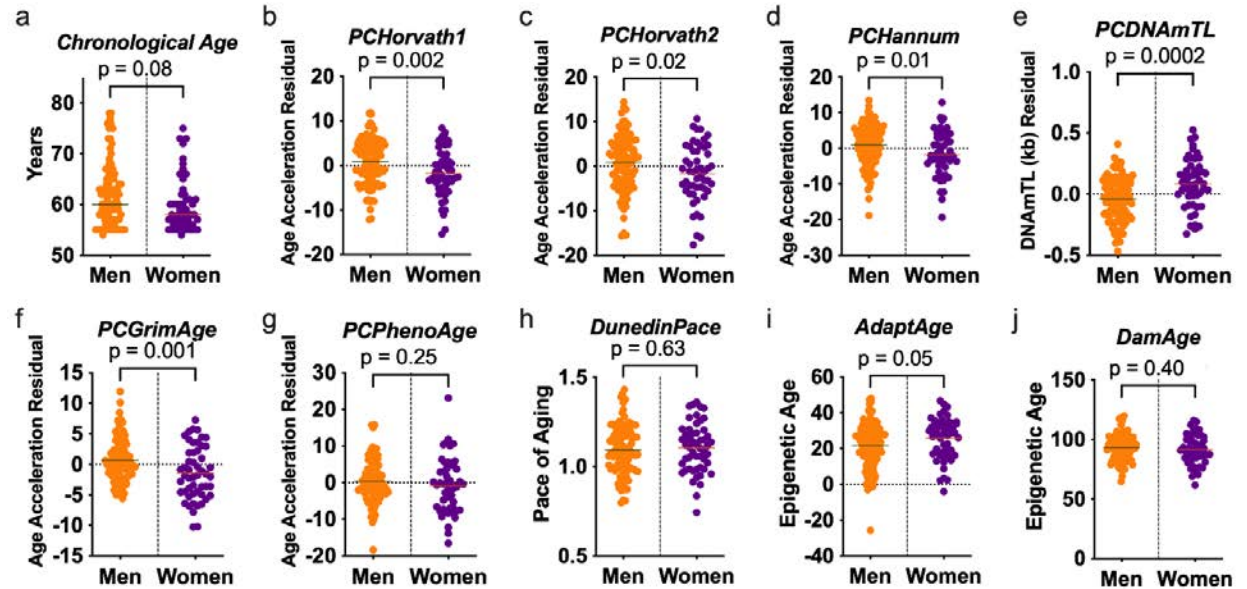 a
Chronological Age
p = 0.08
Years
80
70
60
50
Men
Women
b
PCHorvath1
p = 0.002
Age Acceleration Residual
20
10
0
-10
-20
Men
Women
c
PCHorvath2
p = 0.02
Age Acceleration Residual
20
10
0
-10
-20
Men
Women
d
PCHannum
p = 0.01
Age Acceleration Residual
20
10
0
-10
-20
-30
Men
Women
e
PCDNAmTL
p = 0.0002
DNAmTL (kb) Residual
1.0
0.5
0.0
-0.5
Men
Women
f
PCGrimAge
p = 0.001
Age Acceleration Residual
15
10
5
0
-5
-10
-15
Men
Women
g
PCPhenoAge
p = 0.25
Age Acceleration Residual
30
20
10
0
-10
-20
Men
Women
h
DunedinPace
p = 0.63
Pace of Aging
1.5
1.0
0.5
Men
Women
i
AdaptAge
p = 0.05
Epigenetic Age
60
40
20
0
-20
-40
Men
Women
j
DamAge
p = 0.40
Epigenetic Age
150
100
50
0
Men
Women